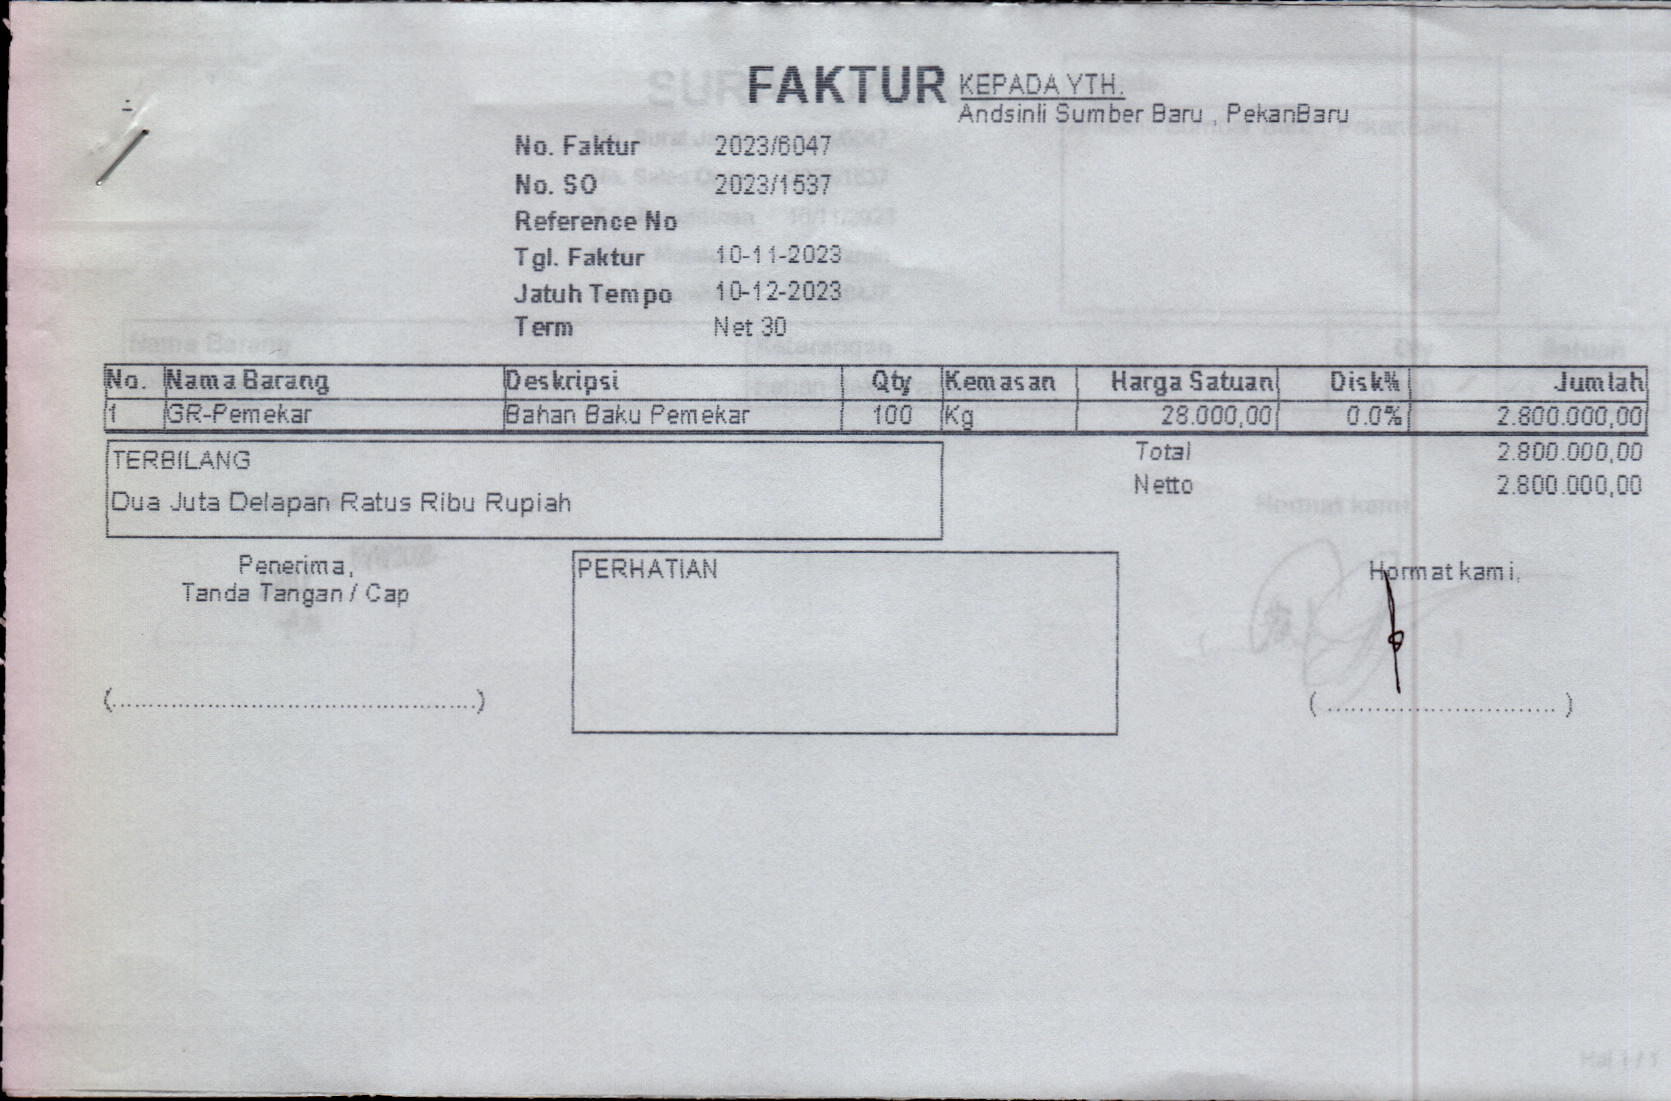 FAKTUR
KEPADA YTH.
Andsinli Sumber Baru , PekanBaru
No. Faktur 2023/6047
No. SO 2023/1537
Reference No
Tgl. Faktur 10-11-2023
Jatuh Tempo 10-12-2023
Term Net 30
No. Nama Barang Deskripsi Qty Kemasan Harga Satuan Disk% Jumlah
1 GR-Pemekar Bahan Baku Pemekar 100 Kg 28.000,00 0.0% 2.800.000,00
TERBILANG
Dua Juta Delapan Ratus Ribu Rupiah
Total 2.800.000,00
Netto 2.800.000,00
Penerima,
Tanda Tangan / Cap
PERHATIAN
Hormat kami,
(..............................................)
( ............................. )